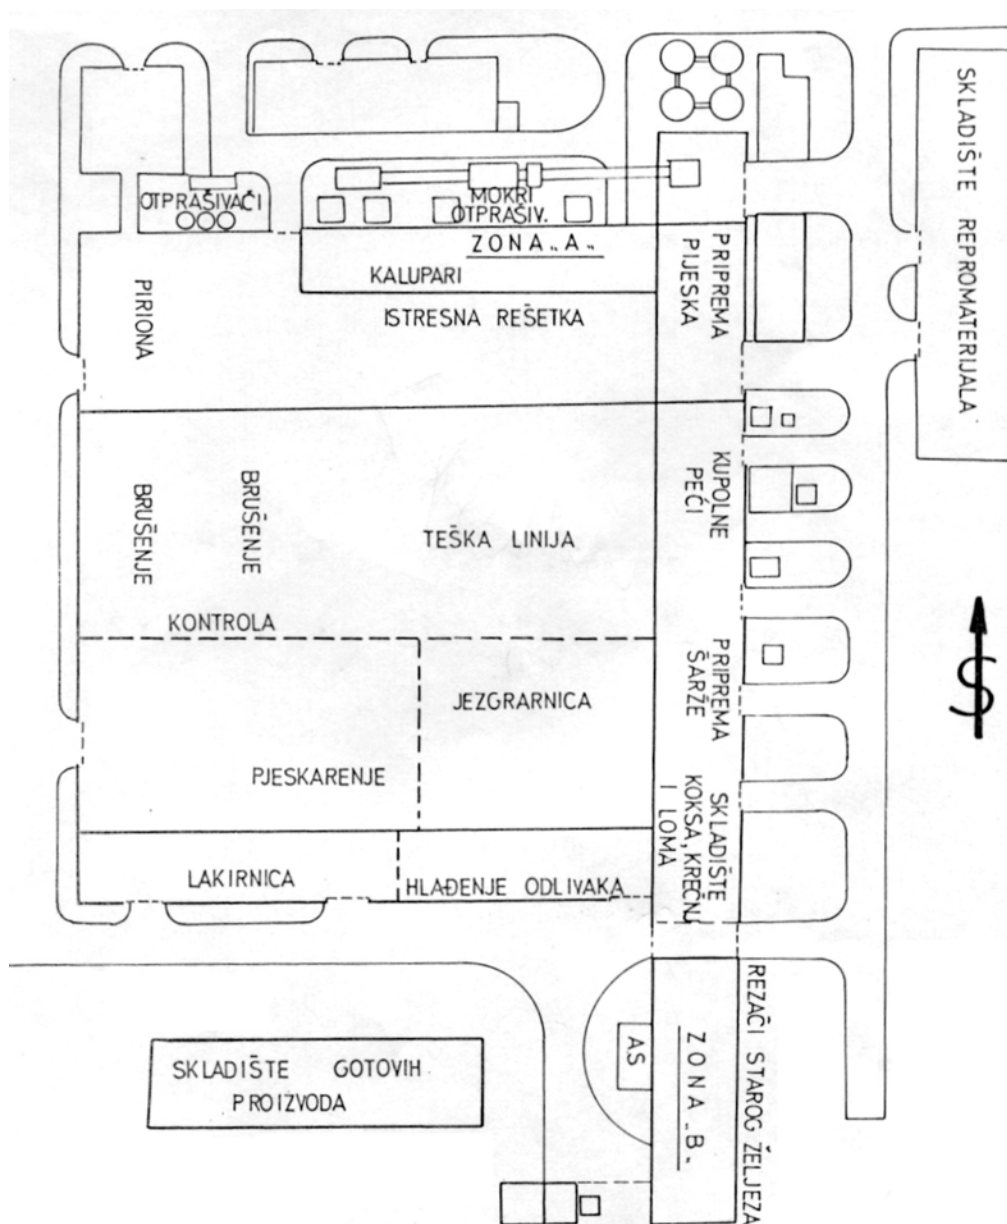 SKLADIŠTE REPROMATERIJALA
OTPRAŠIVAČI
MOKRI
OTPRAŠIV.
ZONA „A„
KALUPARI
PRIPREMA
PIJESKA
PIRIONA
ISTRESNA REŠETKA
BRUŠENJE
BRUŠENJE
TEŠKA LINIJA
KUPOLNE
PEĆI
KONTROLA
JEZGRARNICA
PRIPREMA
ŠARŽE
PJESKARENJE
SKLADIŠTE
KOKSA, KREČNJ
I LOMA
LAKIRNICA
HLAĐENJE ODLIVAKA
S
AS
ZONA „B„
REZAČI STAROG ŽELJEZA
SKLADIŠTE GOTOVIH
PROIZVODA